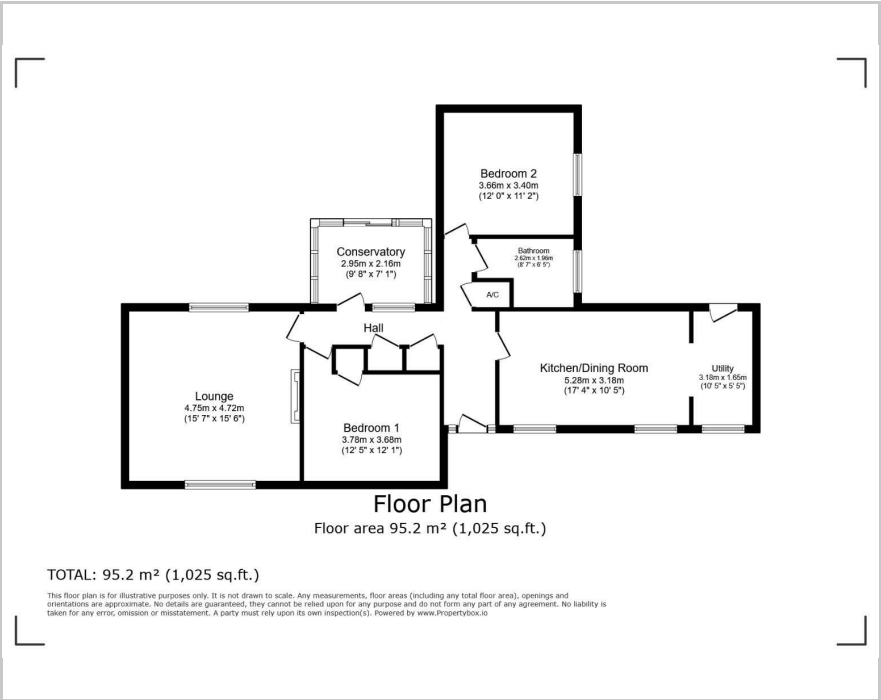 Bedroom 2
3.66m x 3.40m
(12' 0" x 11' 2")
Conservatory
2.95m x 2.16m
(9' 8" x 7' 1")
Bathroom
2.62m x 1.96m
(8' 7" x 6' 5")
A/C
Hall
Lounge
4.75m x 4.72m
(15' 7" x 15' 6")
Kitchen/Dining Room
5.28m x 3.18m
(17' 4" x 10' 5")
Utility
3.18m x 1.65m
(10' 5" x 5' 5")
Bedroom 1
3.78m x 3.68m
(12' 5" x 12' 1")
Floor Plan
Floor area 95.2 m² (1,025 sq.ft.)
TOTAL: 95.2 m² (1,025 sq.ft.)
This floor plan is for illustrative purposes only. It is not drawn to scale. Any measurements, floor areas (including any total floor area), openings and
orientations are approximate. No details are guaranteed, they cannot be relied upon for any purpose and do not form any part of any agreement. No liability is
taken for any error, omission or misstatement. A party must rely upon its own inspection(s). Powered by www.Propertybox.io